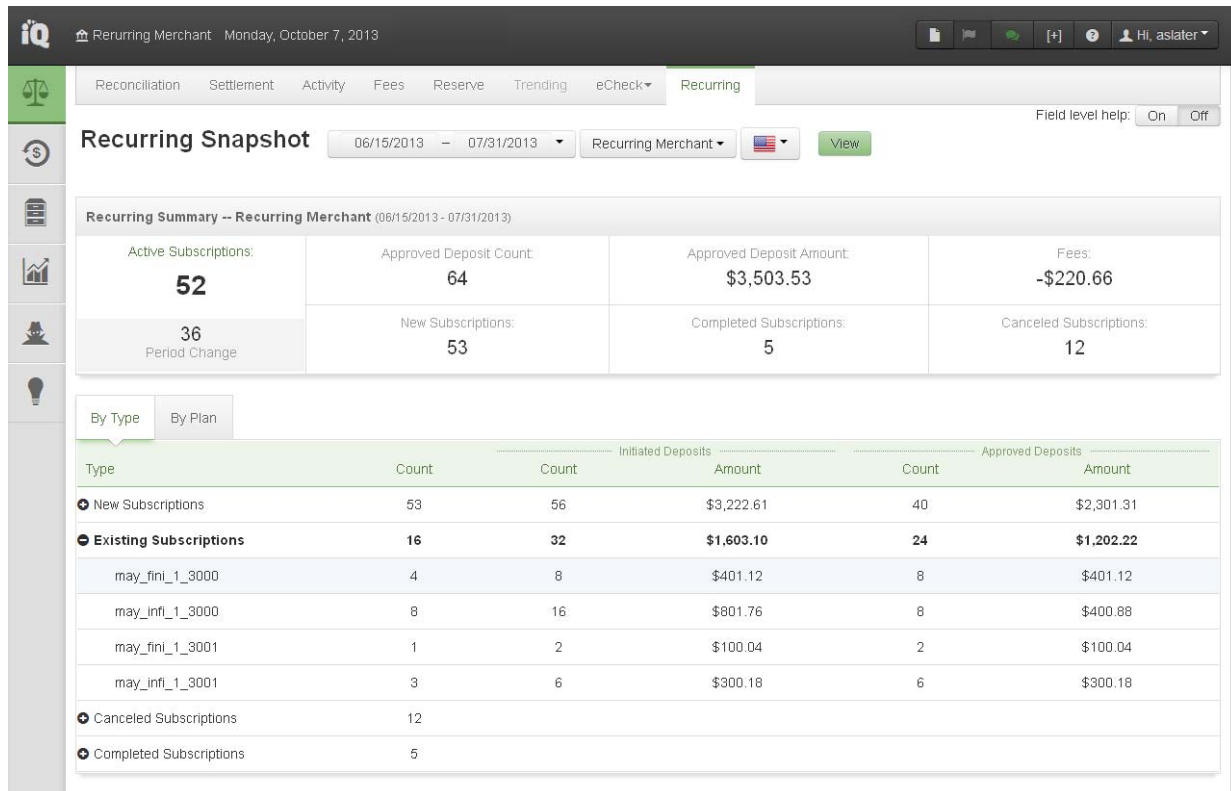 iQ
Rerurring Merchant Monday, October 7, 2013 [+] ? Hi, aslater
Reconciliation Settlement Activity Fees Reserve Trending eCheck Recurring
Field level help: On Off
Recurring Snapshot 06/15/2013 – 07/31/2013 Recurring Merchant View
Recurring Summary -- Recurring Merchant (06/15/2013 - 07/31/2013)
Active Subscriptions: Approved Deposit Count: Approved Deposit Amount: Fees:
52 64 $3,503.53 -$220.66
New Subscriptions: Completed Subscriptions: Canceled Subscriptions:
36 53 5 12
Period Change
By Type By Plan
Initiated Deposits Approved Deposits
Type Count Count Amount Count Amount
New Subscriptions 53 56 $3,222.61 40 $2,301.31
Existing Subscriptions 16 32 $1,603.10 24 $1,202.22
may_fini_1_3000 4 8 $401.12 8 $401.12
may_infi_1_3000 8 16 $801.76 8 $400.88
may_fini_1_3001 1 2 $100.04 2 $100.04
may_infi_1_3001 3 6 $300.18 6 $300.18
Canceled Subscriptions 12
Completed Subscriptions 5